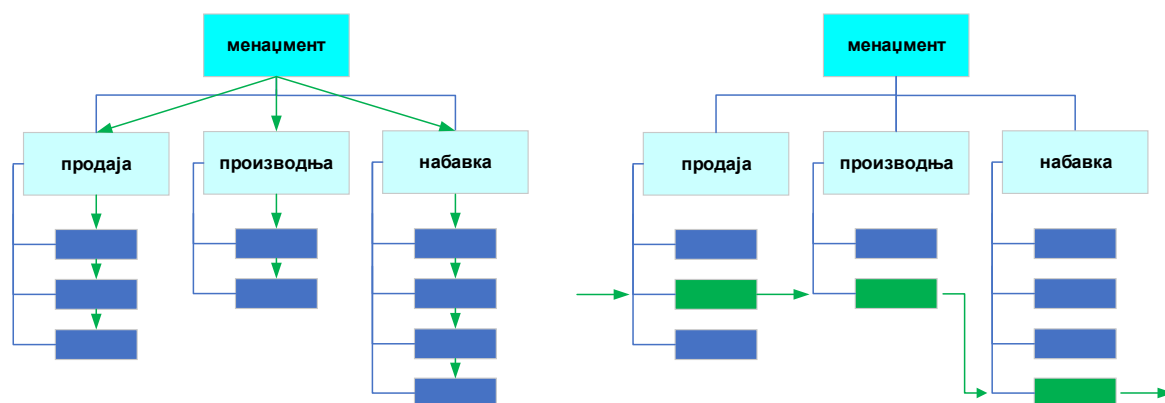 менаџмент
продаја
производња
набавка
менаџмент
продаја
производња
набавка